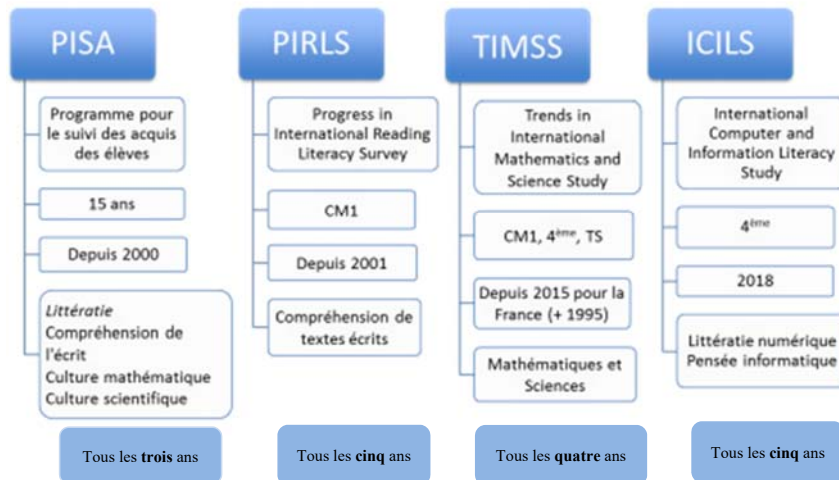 PISA
Programme pour
le suivi des acquis
des élèves
15 ans
Depuis 2000
Littératie
Compréhension de
l'écrit
Culture mathématique
Culture scientifique
Tous les trois ans
PIRLS
Progress in
International Reading
Literacy Survey
CM1
Depuis 2001
Compréhension de
textes écrits
Tous les cinq ans
TIMSS
Trends in
International
Mathematics and
Science Study
CM1, 4ème, TS
Depuis 2015 pour la
France (+ 1995)
Mathématiques et
Sciences
Tous les quatre ans
ICILS
International
Computer and
Information Literacy
Study
4ème
2018
Littératie numérique
Pensée informatique
Tous les cinq ans